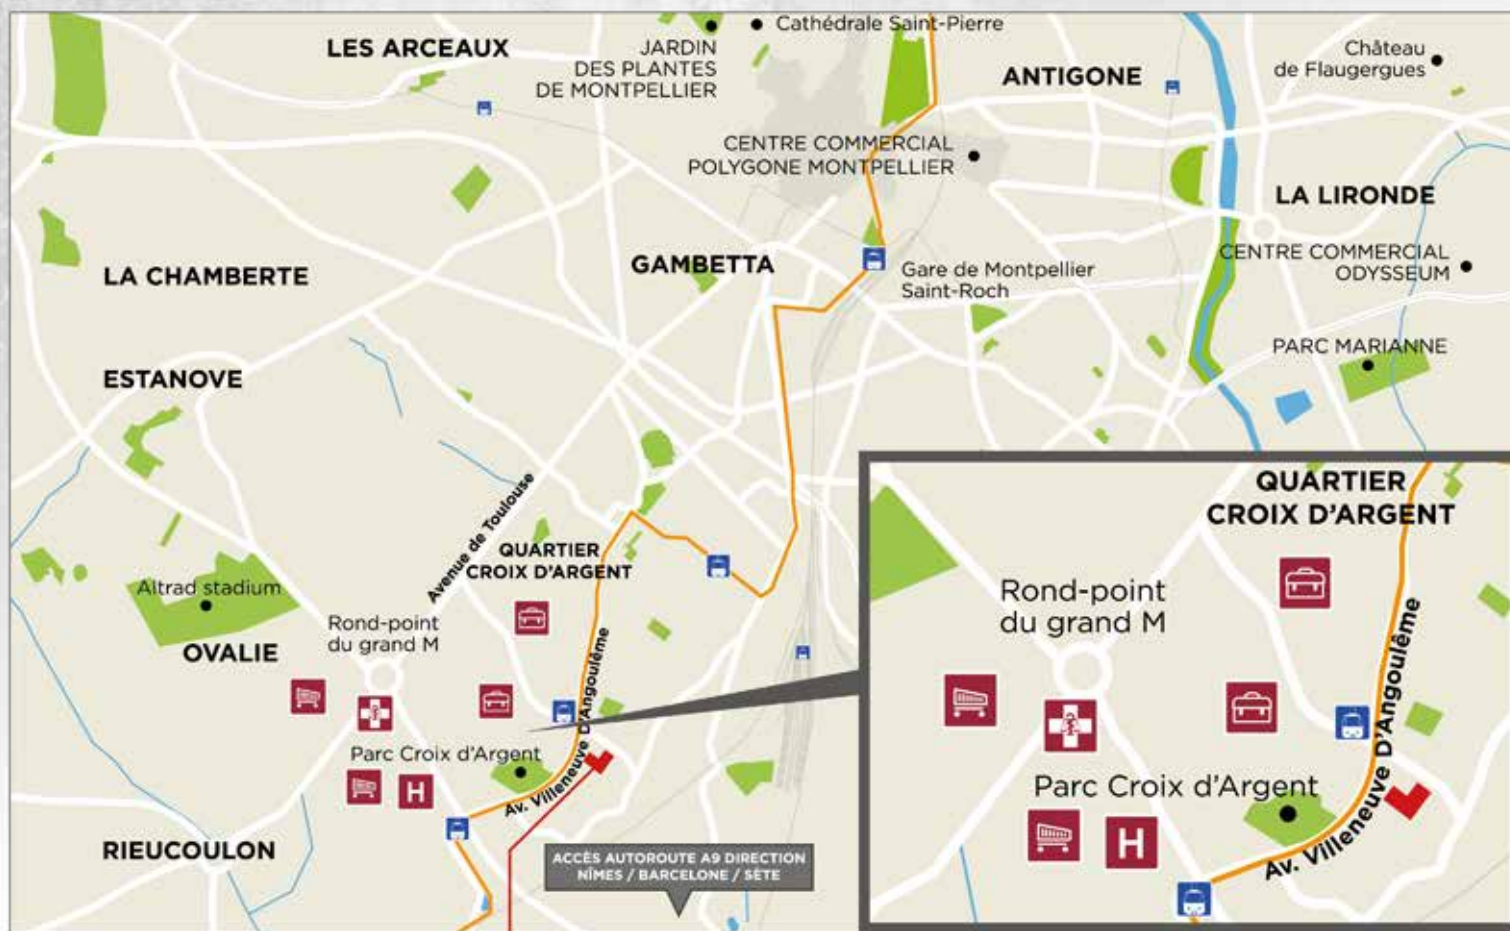 Cathédrale Saint-Pierre
LES ARCEAUX
JARDIN
DES PLANTES
DE MONTPELLIER
ANTIGONE
Château
de Flaugergues
CENTRE COMMERCIAL
POLYGONE MONTPELLIER
LA LIRONDE
LA CHAMBERTE
GAMBETTA
Gare de Montpellier
Saint-Roch
CENTRE COMMERCIAL
ODYSSEUM
ESTANOVE
PARC MARIANNE
Avenue de Toulouse
QUARTIER
CROIX D'ARGENT
Altrad stadium
Rond-point
du grand M
OVALIE
Parc Croix d'Argent
H
Av. Villeneuve D'Angoulême
RIEUCOULON
ACCÈS AUTOROUTE A9 DIRECTION
NÎMES / BARCELONE / SÈTE
QUARTIER
CROIX D'ARGENT
Rond-point
du grand M
Parc Croix d'Argent
H
Av. Villeneuve D'Angoulême